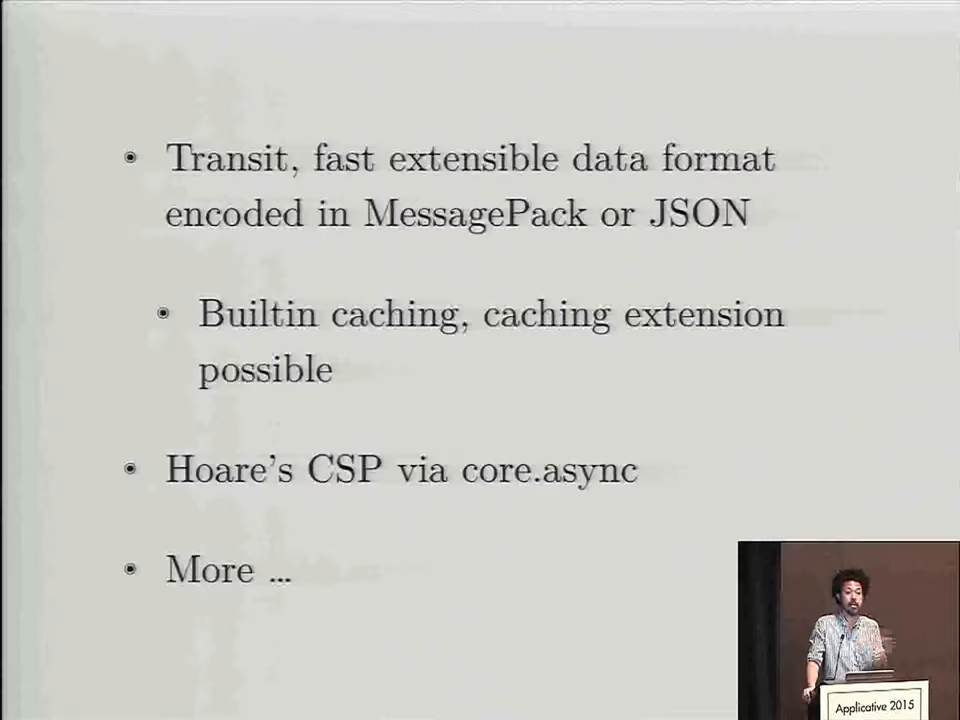 Transit, fast extensible data format
encoded in MessagePack or JSON
Builtin caching, caching extension
possible
Hoare's CSP via core.async
More ...
Applicative 2015